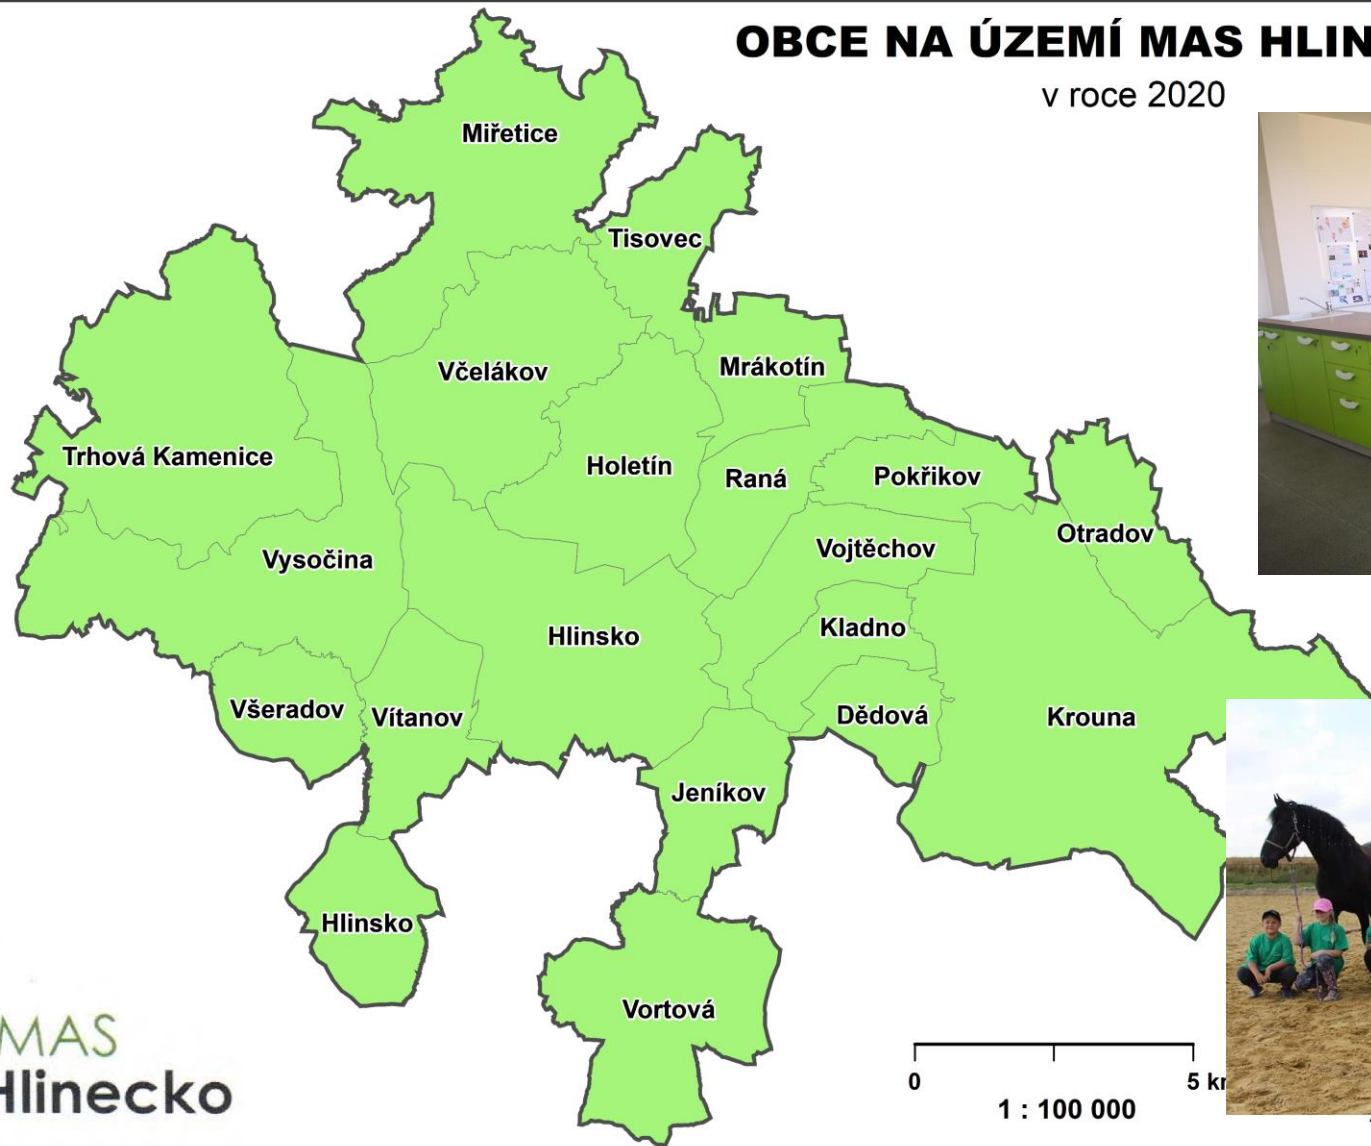 OBCE NA ÚZEMÍ MAS HLIN
v roce 2020
Miřetice
Tisovec
Včelákov
Mrákotín
Trhová Kamenice
Holetín
Raná
Pokřikov
Otradov
Vysočina
Vojtěchov
Hlinsko
Kladno
Všeradov
Vítanov
Dědová
Krouna
Jeníkov
Hlinsko
Vortová
MAS
Hlinecko
0 5 km
1 : 100 000